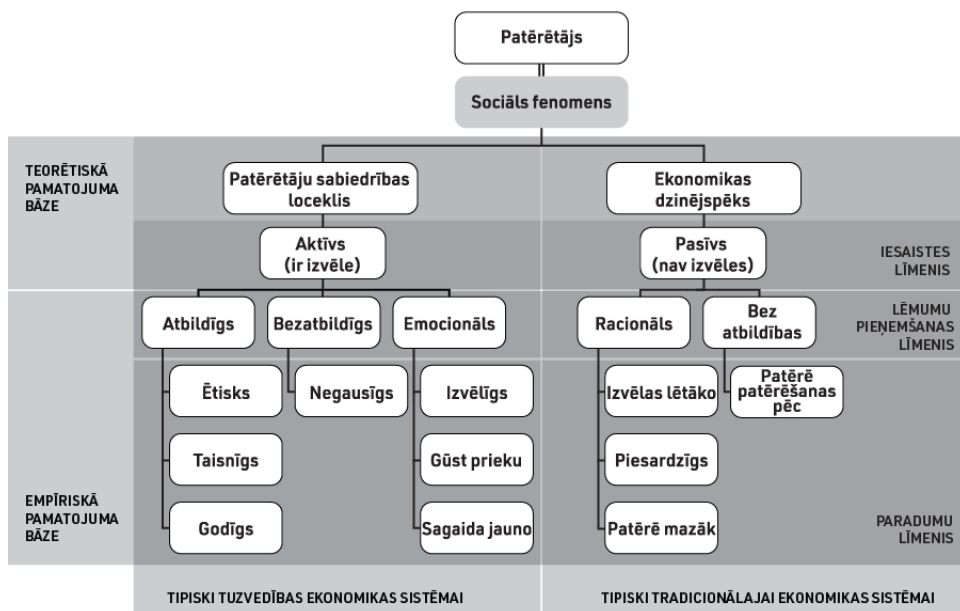 Patērētājs
Sociāls fenomens
TEORĒTISKĀ
PAMATOJUMA
BĀZE
Patērētāju sabiedrības
loceklis
Ekonomikas
dzinējspēks
Aktīvs
(ir izvēle)
Pasīvs
(nav izvēles)
IESAISTES
LĪMENIS
Atbildīgs
Bezatbildīgs
Emocionāls
Racionāls
Bez
atbildības
LĒMUMU
PIEŅEMŠANAS
LĪMENIS
Ētisks
Negausīgs
Izvēlīgs
Izvēlas lētāko
Patērē
patērēšanas
pēc
Taisnīgs
Gūst prieku
Piesardzīgs
EMPĪRISKĀ
PAMATOJUMA
BĀZE
Godīgs
Sagaida jauno
Patērē mazāk
PARADUMU
LĪMENIS
TIPISKI TUZVEDĪBAS EKONOMIKAS SISTĒMAI
TIPISKI TRADICIONĀLAJAI EKONOMIKAS SISTĒMAI